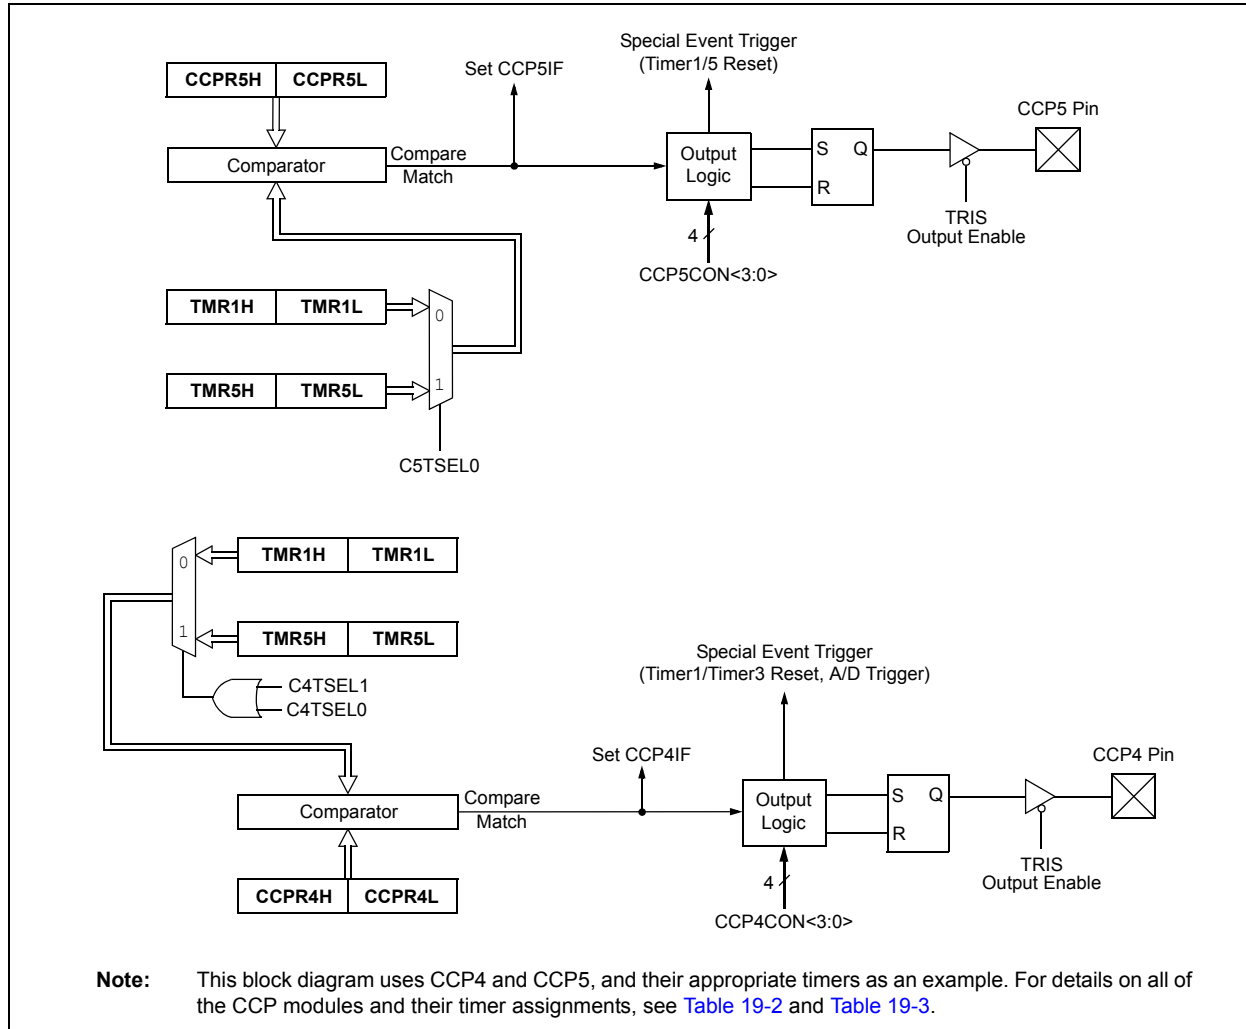 Special Event Trigger
(Timer1/5 Reset)
Set CCP5IF
CCPR5H CCPR5L
CCP5 Pin
Comparator
Compare
Match
Output
Logic
S Q
R
TRIS
Output Enable
4
CCP5CON<3:0>
TMR1H TMR1L
0
TMR5H TMR5L
1
C5TSEL0
0
TMR1H TMR1L
1
TMR5H TMR5L
C4TSEL1
C4TSEL0
Special Event Trigger
(Timer1/Timer3 Reset, A/D Trigger)
Set CCP4IF
CCP4 Pin
Comparator
Compare
Match
Output
Logic
S Q
R
TRIS
Output Enable
4
CCPR4H CCPR4L
CCP4CON<3:0>
Note: This block diagram uses CCP4 and CCP5, and their appropriate timers as an example. For details on all of
the CCP modules and their timer assignments, see Table 19-2 and Table 19-3.